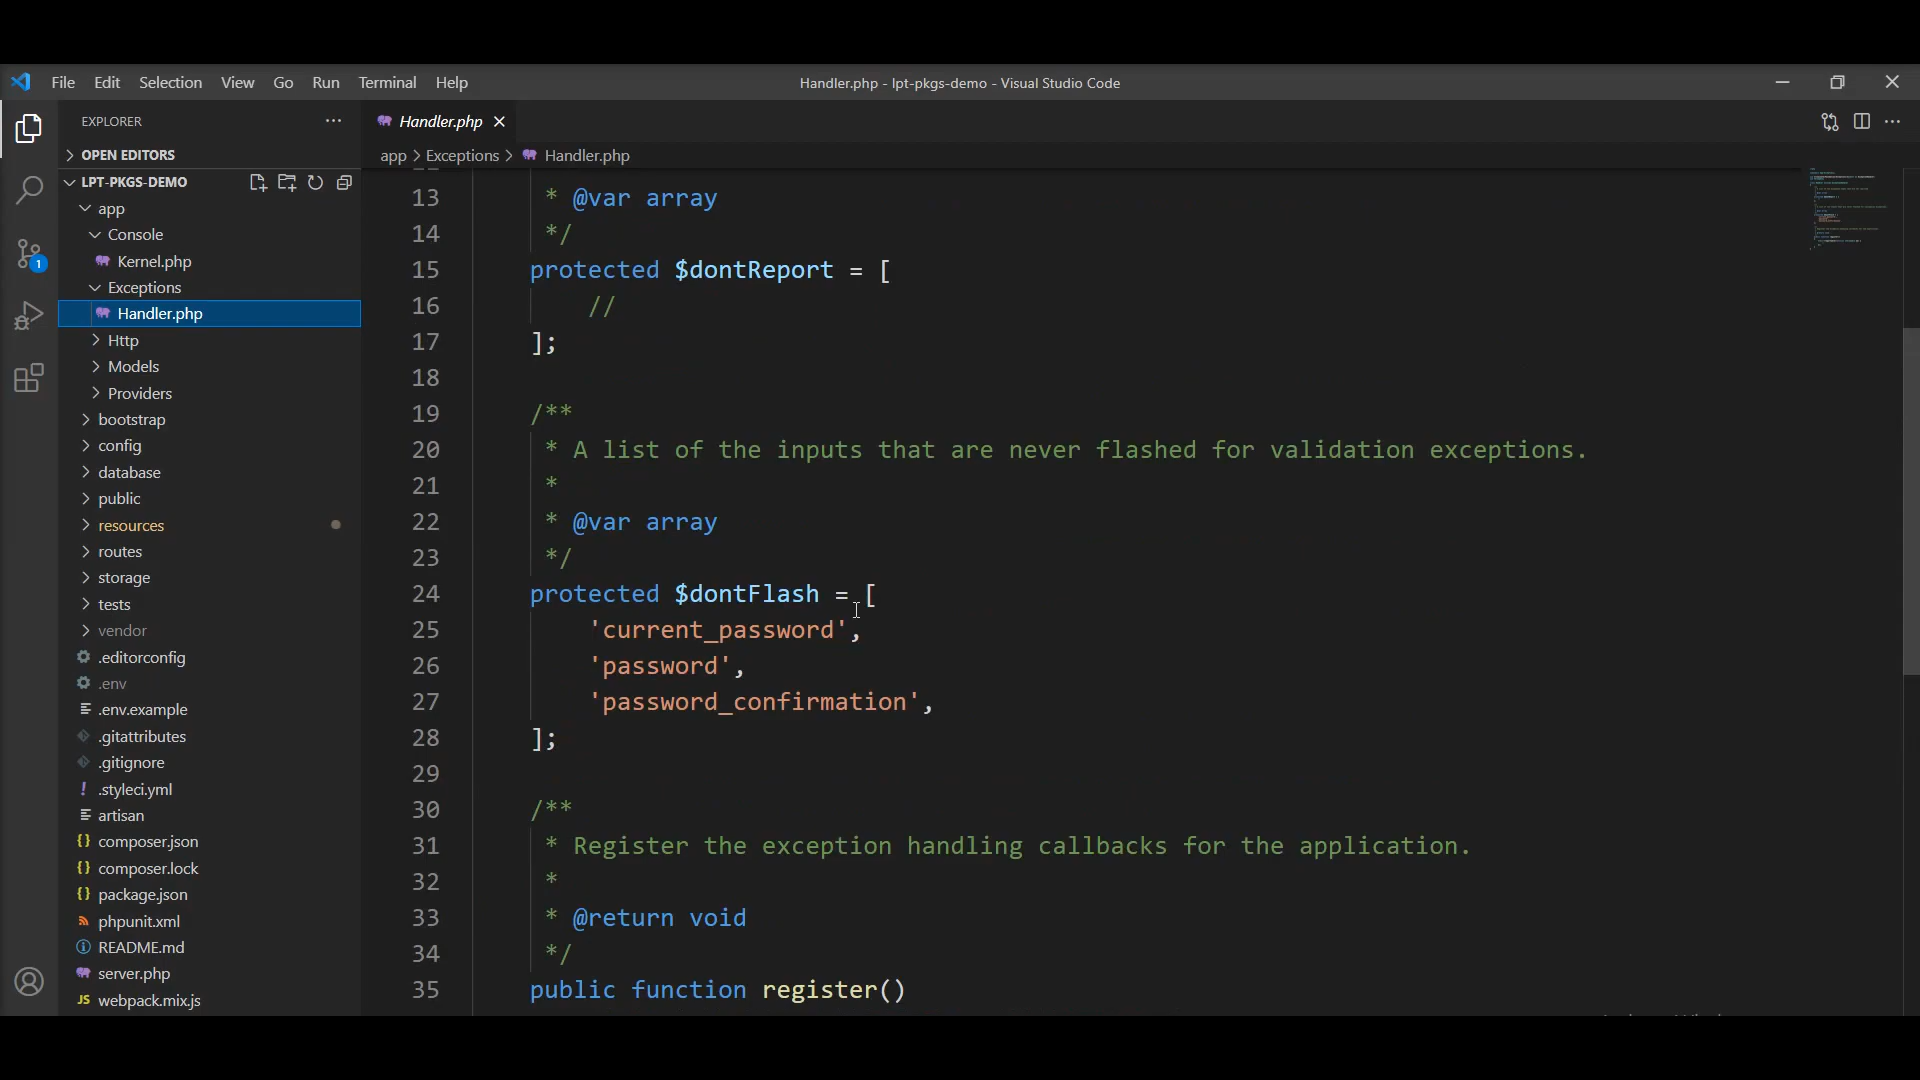 File Edit Selection View Go Run Terminal Help
Handler.php - lpt-pkgs-demo - Visual Studio Code
EXPLORER
Handler.php
OPEN EDITORS
app > Exceptions > Handler.php
LPT-PKGS-DEMO
app
Console
Kernel.php
Exceptions
Handler.php
Http
Models
Providers
bootstrap
config
database
public
resources
routes
storage
tests
vendor
.editorconfig
.env
.env.example
.gitattributes
.gitignore
.styleci.yml
artisan
composer.json
composer.lock
package.json
phpunit.xml
README.md
server.php
JS webpack.mix.js
1
13 * @var array
14 */
15 protected $dontReport = [
16 //
17 ];
18
19 /**
20 * A list of the inputs that are never flashed for validation exceptions.
21 *
22 * @var array
23 */
24 protected $dontFlash = [
25 'current_password',
26 'password',
27 'password_confirmation',
28 ];
29
30 /**
31 * Register the exception handling callbacks for the application.
32 *
33 * @return void
34 */
35 public function register()